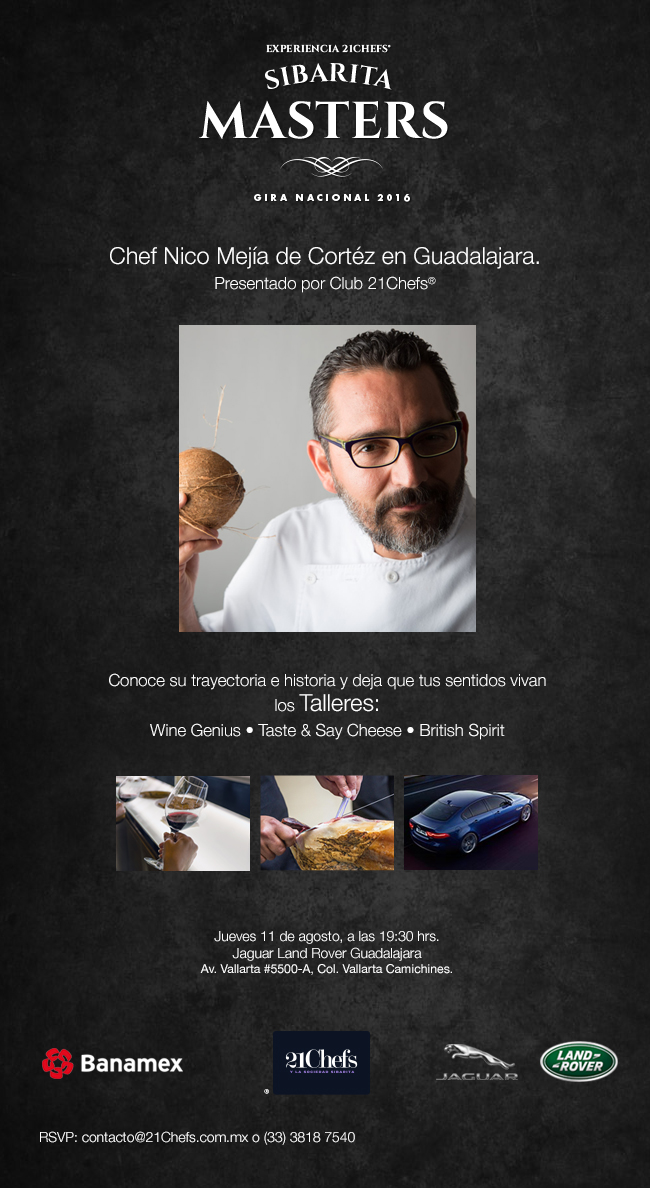 EXPERIENCIA 21CHEFS®
SIBARITA
MASTERS
GIRA NACIONAL 2016
Chef Nico Mejía de Cortéz en Guadalajara.
Presentado por Club 21Chefs®
Conoce su trayectoria e historia y deja que tus sentidos vivan
los Talleres:
Wine Genius • Taste & Say Cheese • British Spirit
Jueves 11 de agosto, a las 19:30 hrs.
Jaguar Land Rover Guadalajara
Av. Vallarta #5500-A, Col. Vallarta Camichines.
Banamex
21Chefs
Y LA SOCIEDAD SIBARITA
®
JAGUAR
LAND ROVER
RSVP: contacto@21Chefs.com.mx o (33) 3818 7540